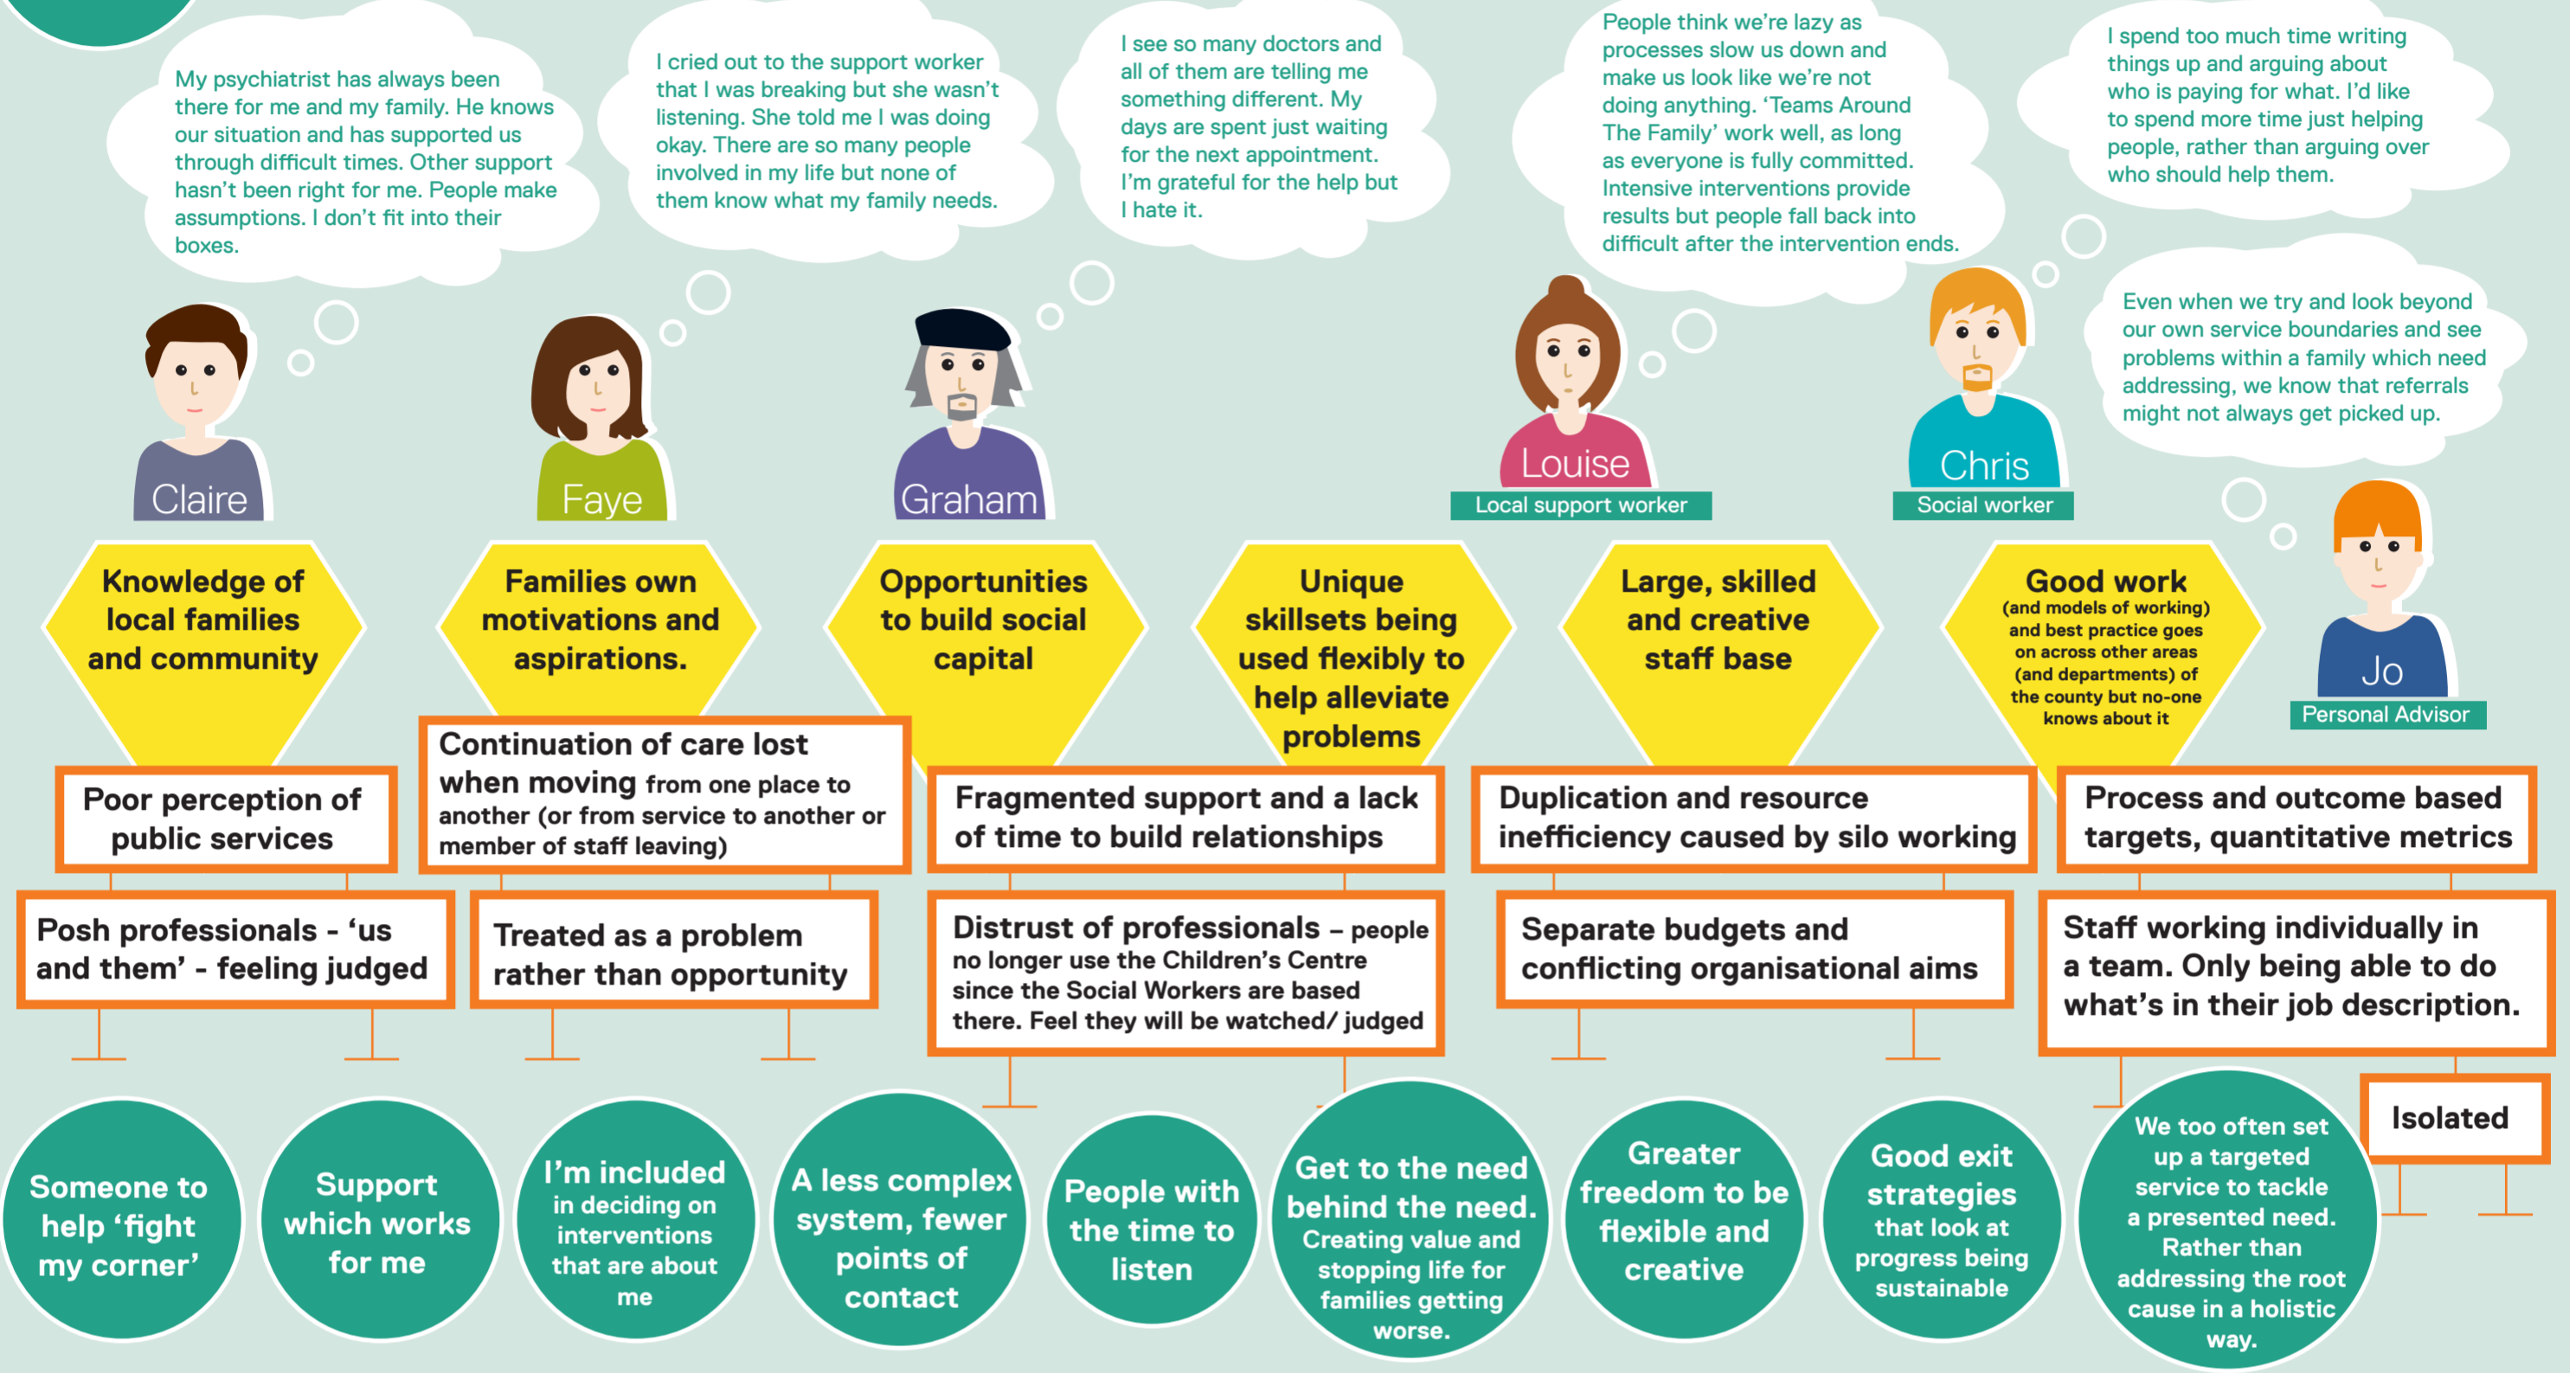 My psychiatrist has always been
there for me and my family. He knows
our situation and has supported us
through difficult times. Other support
hasn't been right for me. People make
assumptions. I don't fit into their
boxes.
I cried out to the support worker
that I was breaking but she wasn't
listening. She told me I was doing
okay. There are so many people
involved in my life but none of
them know what my family needs.
I see so many doctors and
all of them are telling me
something different. My
days are spent just waiting
for the next appointment.
I'm grateful for the help but
I hate it.
People think we're lazy as
processes slow us down and
make us look like we're not
doing anything. 'Teams Around
The Family' work well, as long
as everyone is fully committed.
Intensive interventions provide
results but people fall back into
difficult after the intervention ends.
I spend too much time writing
things up and arguing about
who is paying for what. I'd like
to spend more time just helping
people, rather than arguing over
who should help them.
Even when we try and look beyond
our own service boundaries and see
problems within a family which need
addressing, we know that referrals
might not always get picked up.
Claire
Faye
Graham
Louise
Local support worker
Chris
Social worker
Jo
Personal Advisor
Knowledge of
local families
and community
Families own
motivations and
aspirations.
Opportunities
to build social
capital
Unique
skillsets being
used flexibly to
help alleviate
problems
Large, skilled
and creative
staff base
Good work
(and models of working)
and best practice goes
on across other areas
(and departments) of
the county but no-one
knows about it
Poor perception of
public services
Continuation of care lost
when moving from one place to
another (or from service to another or
member of staff leaving)
Fragmented support and a lack
of time to build relationships
Duplication and resource
inefficiency caused by silo working
Process and outcome based
targets, quantitative metrics
Posh professionals - 'us
and them' - feeling judged
Treated as a problem
rather than opportunity
Distrust of professionals – people
no longer use the Children's Centre
since the Social Workers are based
there. Feel they will be watched/ judged
Separate budgets and
conflicting organisational aims
Staff working individually in
a team. Only being able to do
what's in their job description.
Isolated
Someone to
help 'fight
my corner'
Support
which works
for me
I'm included
in deciding on
interventions
that are about
me
A less complex
system, fewer
points of
contact
People with
the time to
listen
Get to the need
behind the need.
Creating value and
stopping life for
families getting
worse.
Greater
freedom to be
flexible and
creative
Good exit
strategies
that look at
progress being
sustainable
We too often set
up a targeted
service to tackle
a presented need.
Rather than
addressing the root
cause in a holistic
way.